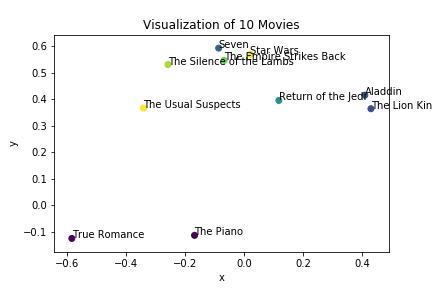 Visualization of 10 Movies
Seven
Star Wars
The Empire Strikes Back
The Silence of the Lambs
Aladdin
Return of the Jedi
The Lion Kin
The Usual Suspects
The Piano
True Romance
0.6
0.5
0.4
0.3
0.2
0.1
0.0
−0.1
y
−0.6
−0.4
−0.2
0.0
0.2
0.4
x